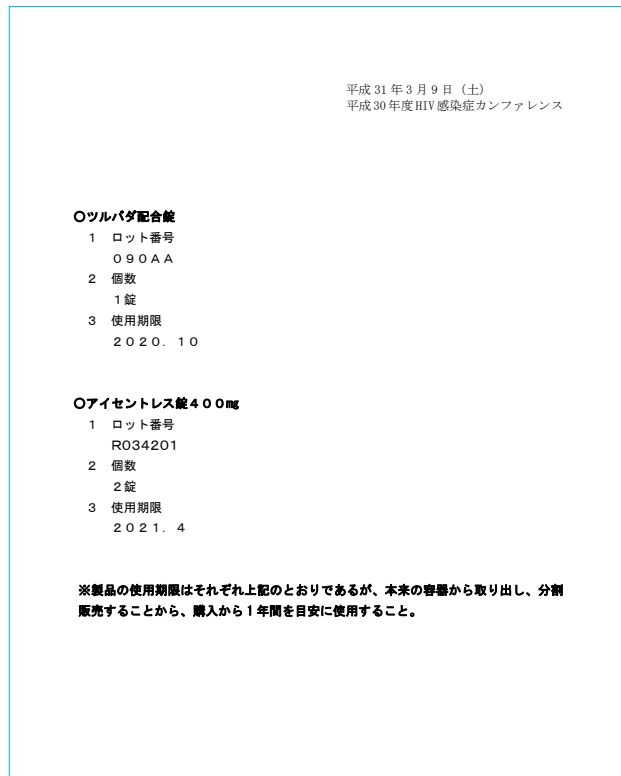 平成31年3月9日（土）
平成30年度HIV感染症カンファレンス
○ツルバダ配合錠
１　ロット番号
０９０ＡＡ
２　個数
１錠
３　使用期限
２０２０．１０
○アイセントレス錠４００㎎
１　ロット番号
R034201
２　個数
２錠
３　使用期限
２０２１．４
※製品の使用期限はそれぞれ上記のとおりであるが、本来の容器から取り出し、分割
販売することから、購入から１年間を目安に使用すること。